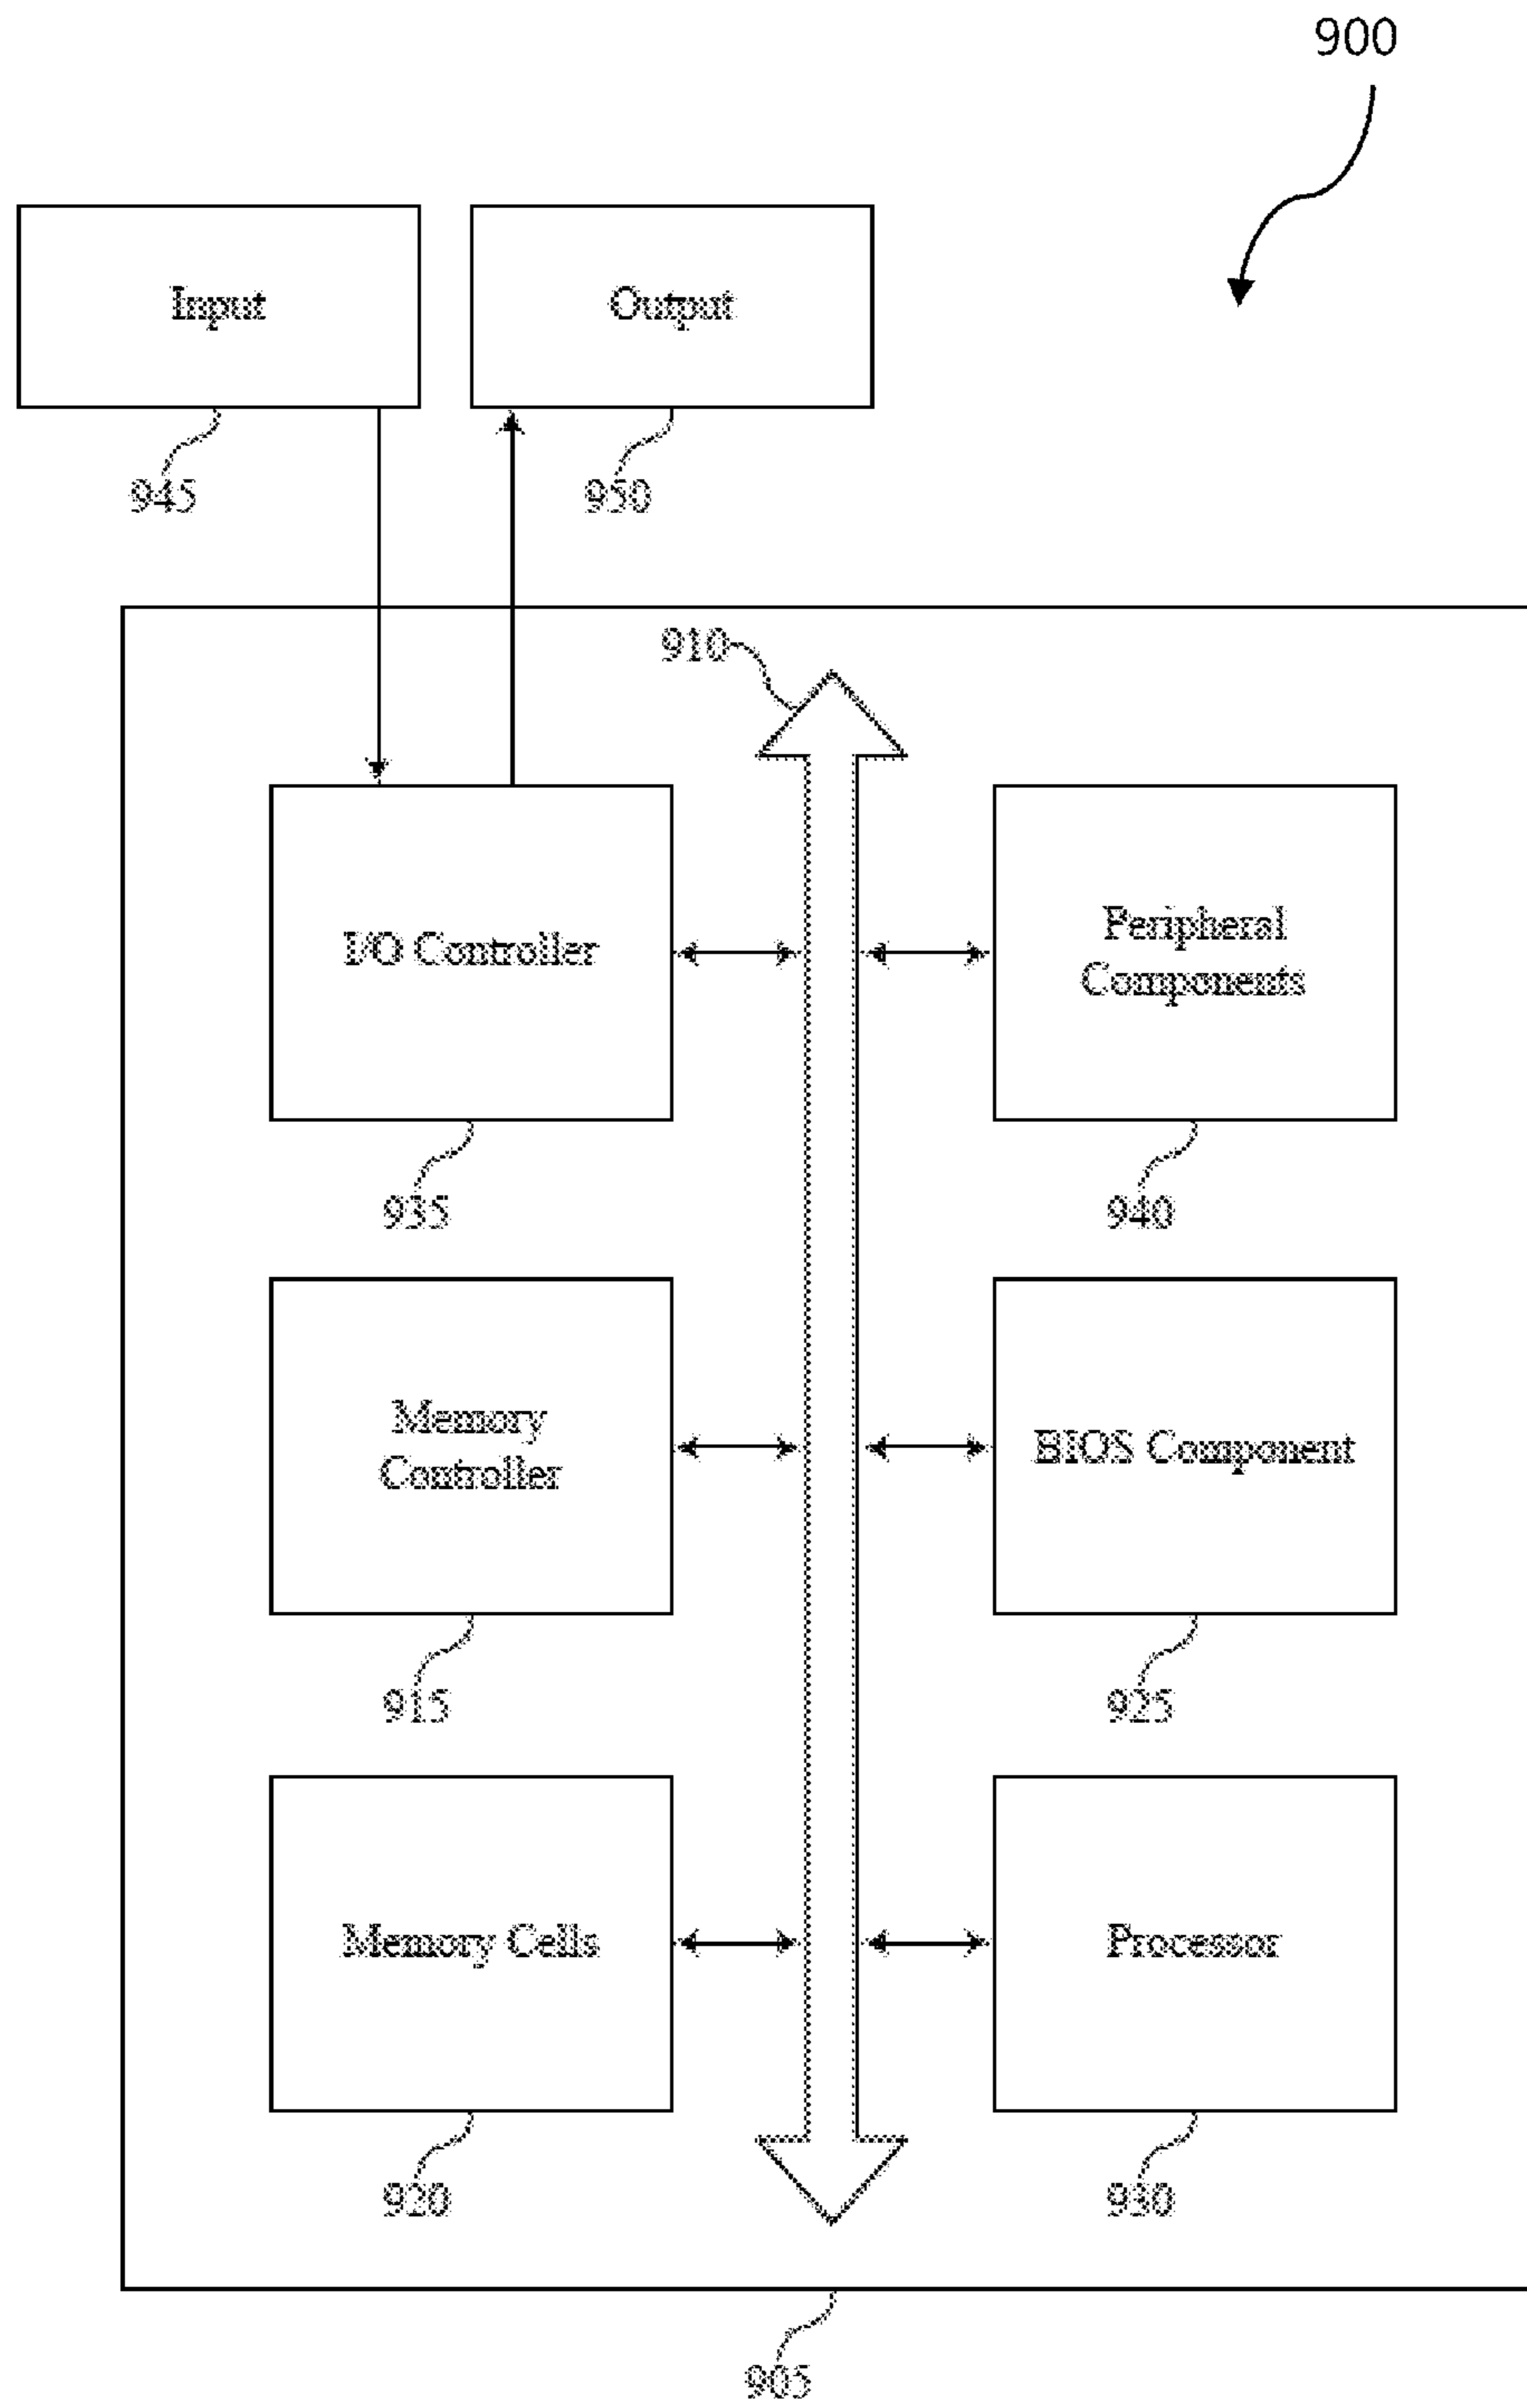 900
Input
Output
945
950
910
I/O Controller
Peripheral
Components
935
940
Memory
Controller
BIOS Component
915
925
Memory Cells
Processor
920
930
905